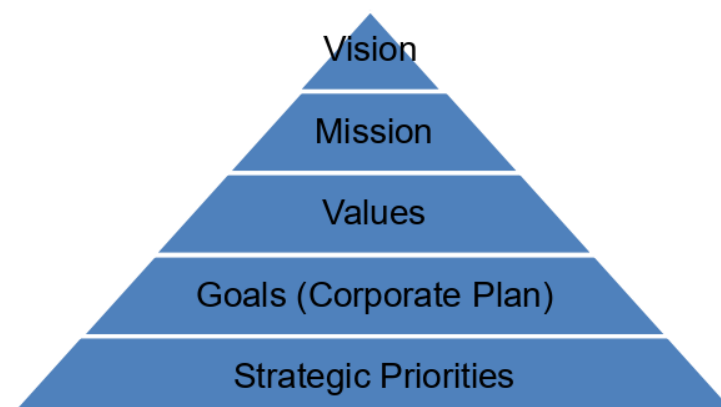 Vision
Mission
Values
Goals (Corporate Plan)
Strategic Priorities